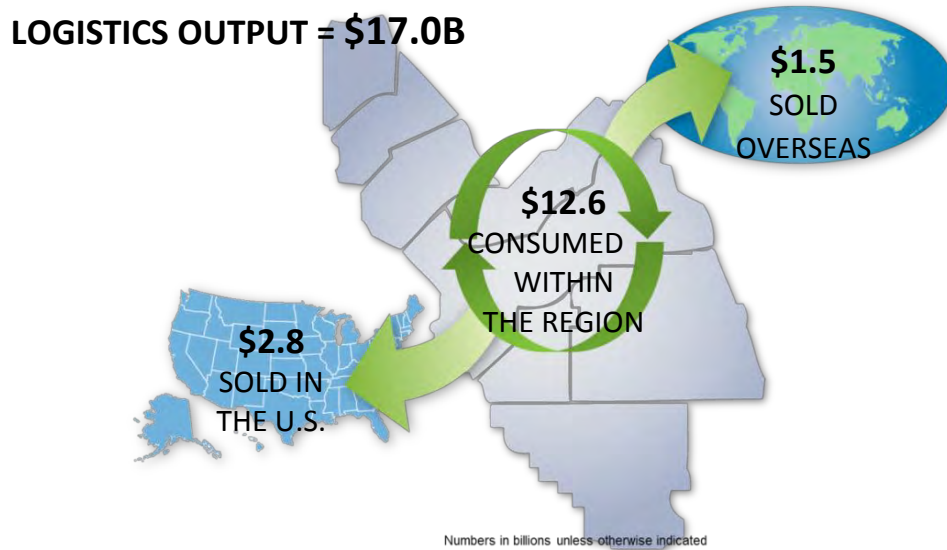 LOGISTICS OUTPUT = $17.0B
$1.5
SOLD
OVERSEAS
$12.6
CONSUMED
WITHIN
THE REGION
$2.8
SOLD IN
THE U.S.
Numbers in billions unless otherwise indicated